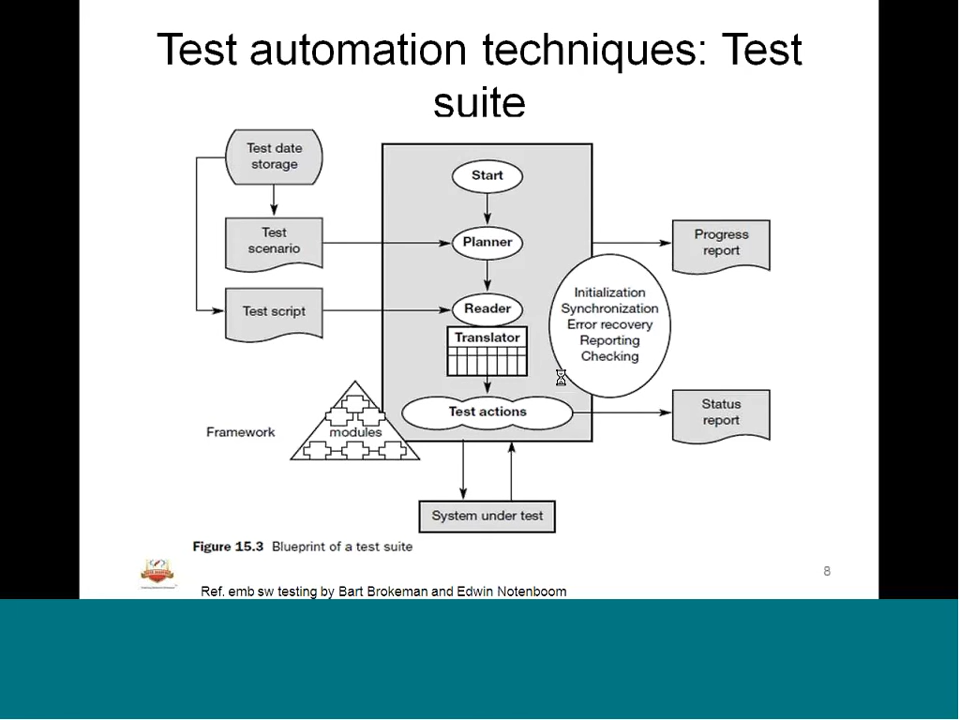 Test automation techniques: Test
suite
Test date
storage
Start
Test
scenario
Planner
Progress
report
Test script
Reader
Initialization
Synchronization
Error recovery
Reporting
Checking
Translator
Test actions
Status
report
Framework
modules
System under test
Figure 15.3 Blueprint of a test suite
8
Ref. emb sw testing by Bart Brokeman and Edwin Notenboom